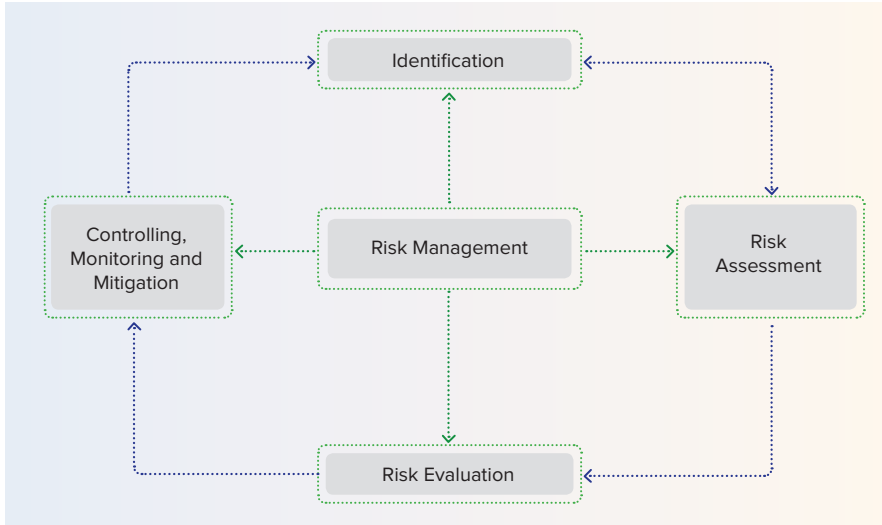 Identification
Controlling,
Monitoring and
Mitigation
Risk Management
Risk
Assessment
Risk Evaluation